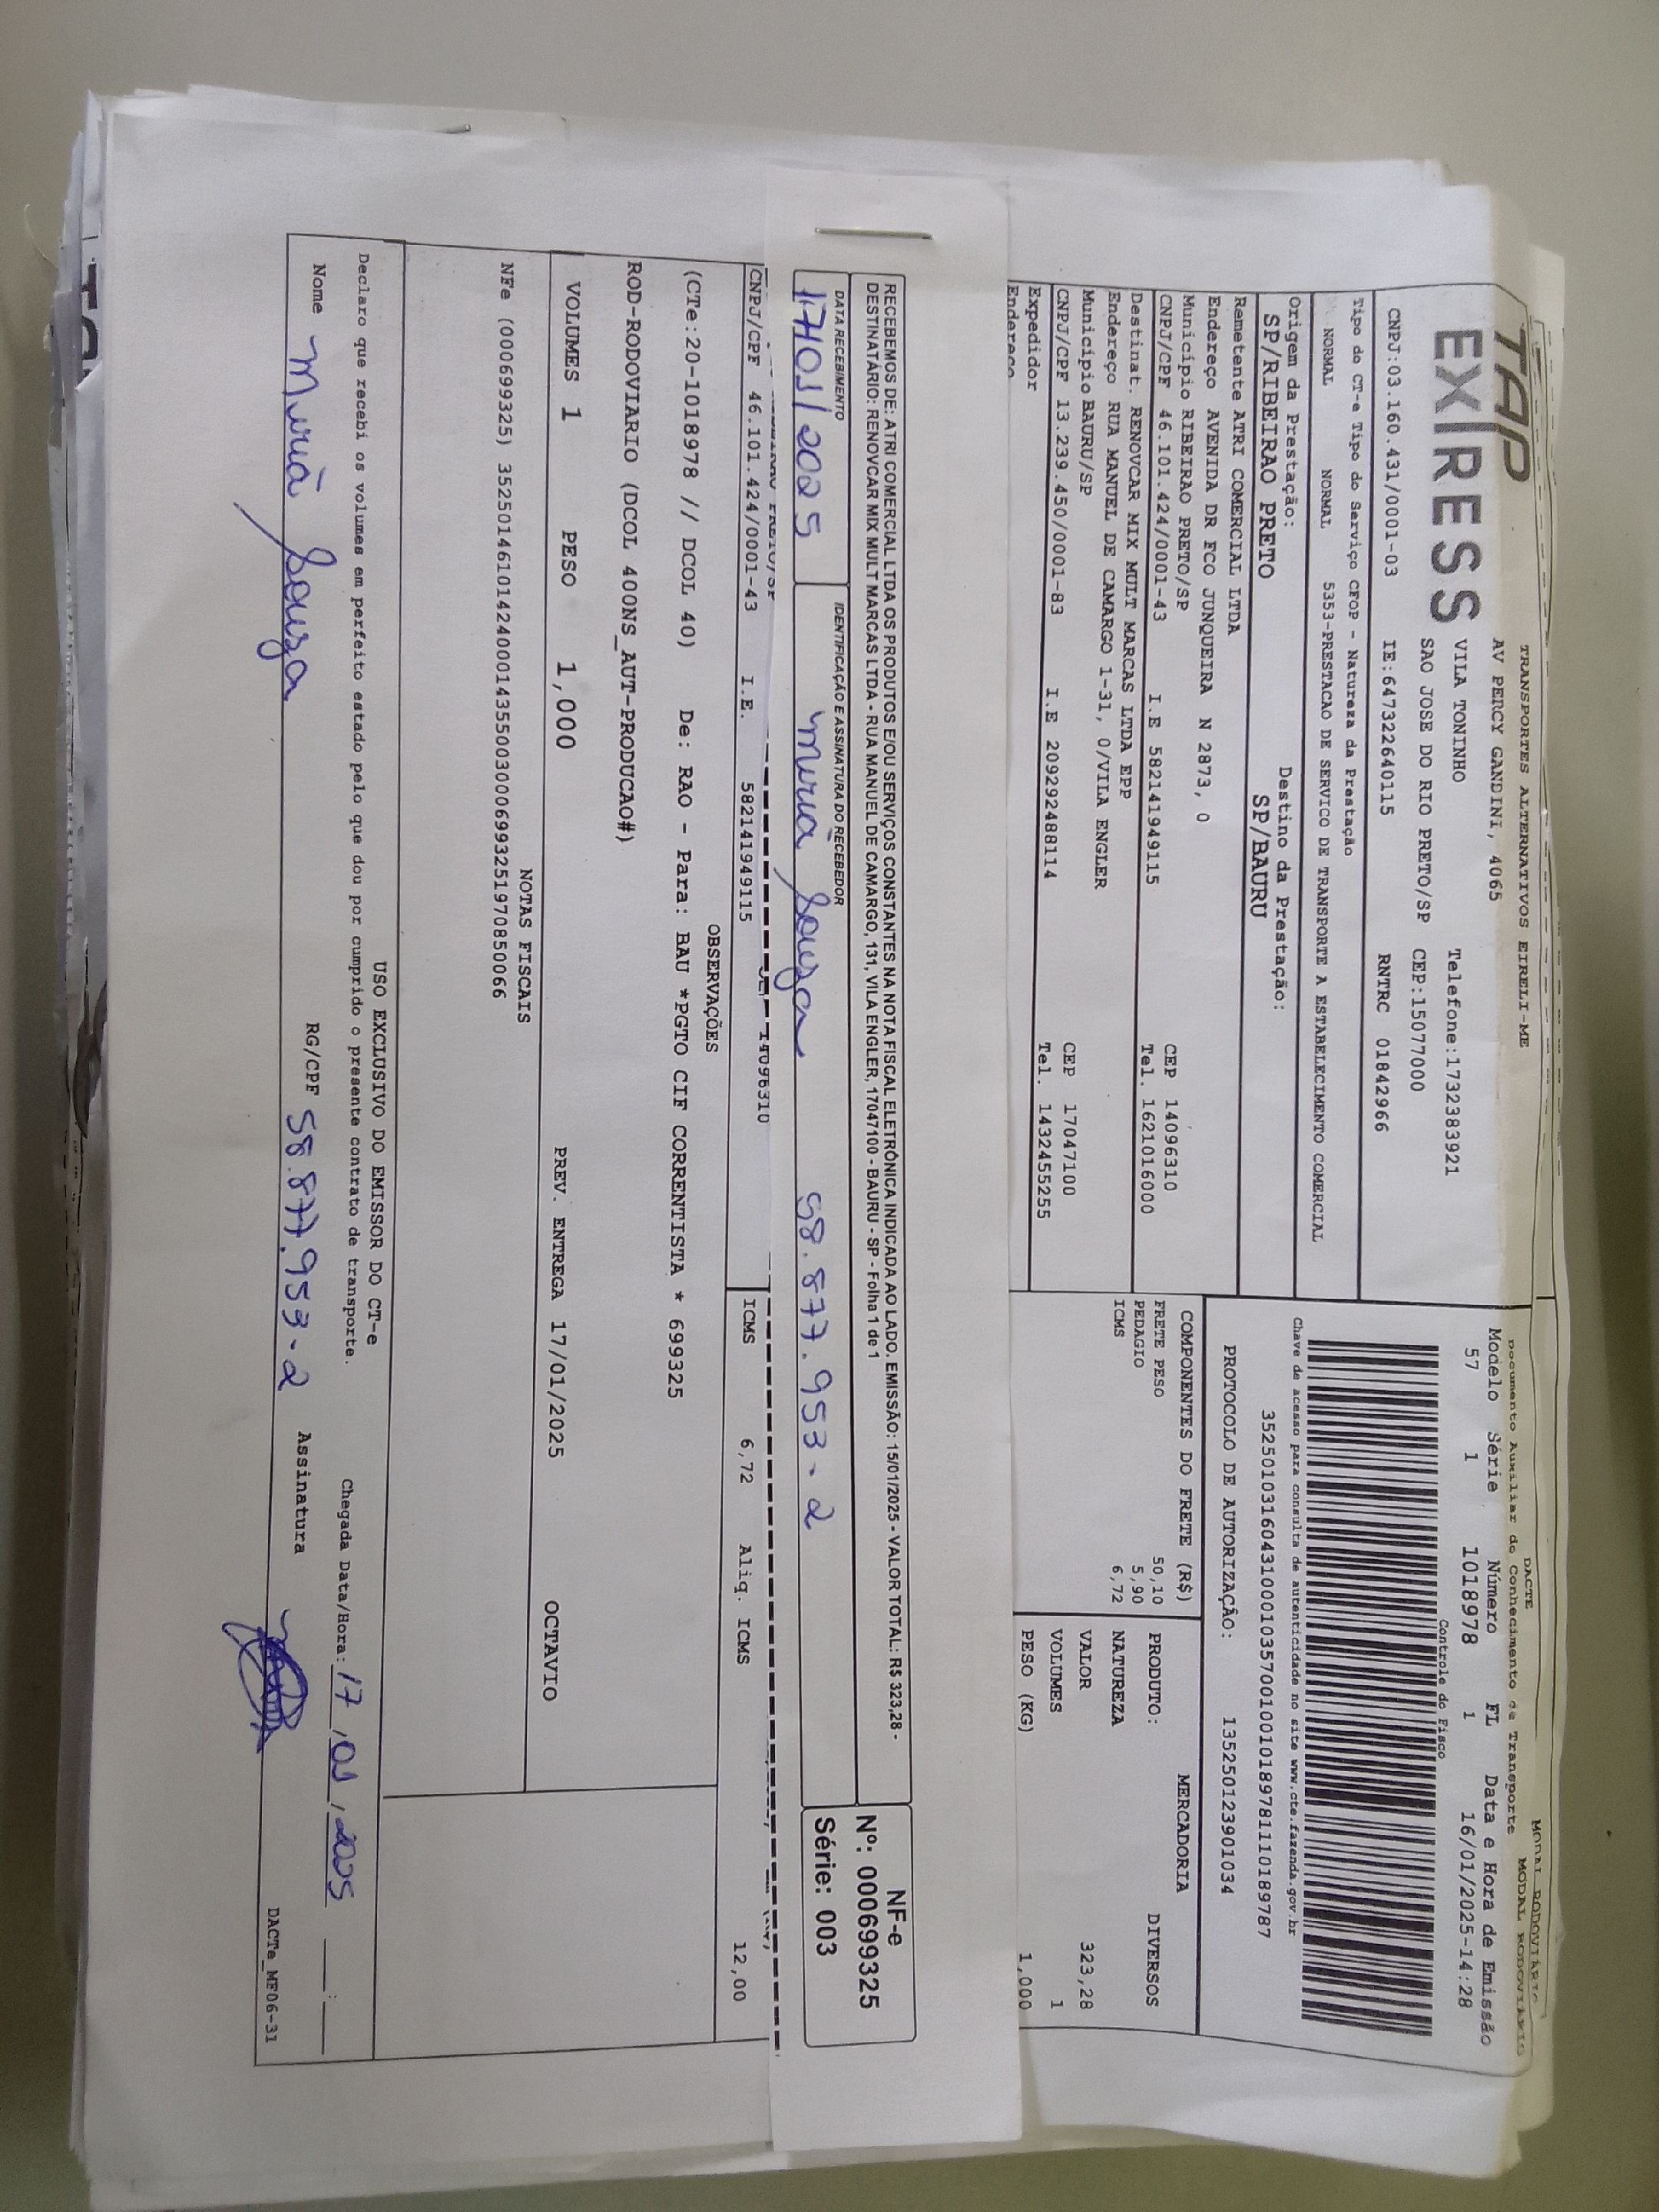 TAP
EXPRESS
TRANSPORTES ALTERNATIVOS EIRELI-ME
AV PERCY GANDINI, 4065
VILA TONINHO Telefone:1732383921
SAO JOSE DO RIO PRETO/SP CEP:15077000
CNPJ:03.160.431/0001-03 IE:647322640115 RNTRC 01842966
Tipo do CT-e Tipo do Serviço CFOP - Natureza da Prestação
NORMAL NORMAL 5353-PRESTACAO DE SERVICO DE TRANSPORTE A ESTABELECIMENTO COMERCIAL
Origem da Prestação: Destino da Prestação:
SP/RIBEIRAO PRETO SP/BAURU
Remetente ATRI COMERCIAL LTDA
Endereço AVENIDA DR FCO JUNQUEIRA N 2873, 0
Município RIBEIRAO PRETO/SP CEP 14096310
CNPJ/CPF 46.101.424/0001-43 I.E 582141949115 Tel. 1621016000
Destinat. RENOVCAR MIX MULT MARCAS LTDA EPP
Endereço RUA MANUEL DE CAMARGO 1-31, 0/VILA ENGLER
Município BAURU/SP CEP 17047100
CNPJ/CPF 13.239.450/0001-83 I.E 209292488114 Tel. 1432455255
Expedidor
Endereço
MODAL RODOVIÁRIO
DACTE MODAL RODOVIÁRIO
Documento Auxiliar do Conhecimento de Transporte
Modelo Série Número FL Data e Hora de Emissão
57 1 1018978 1 16/01/2025-14:28
Controle do Fisco
Chave de acesso para consulta de autenticidade no site www.cte.fazenda.gov.br
35250103160431000103570010010189781110189787
PROTOCOLO DE AUTORIZAÇÃO: 135250123901034
COMPONENTES DO FRETE (R$)
FRETE PESO 50,10
PEDAGIO 5,90
ICMS 6,72
MERCADORIA
PRODUTO: DIVERSOS
NATUREZA
VALOR 323,28
VOLUMES 1
PESO (KG) 1,000
RECEBEMOS DE: ATRI COMERCIAL LTDA OS PRODUTOS E/OU SERVIÇOS CONSTANTES NA NOTA FISCAL ELETRÔNICA INDICADA AO LADO. EMISSÃO: 15/01/2025 - VALOR TOTAL: R$ 323,28 -
DESTINATÁRIO: RENOVCAR MIX MULT MARCAS LTDA - RUA MANUEL DE CAMARGO, 131, VILA ENGLER, 17047100 - BAURU - SP - Folha 1 de 1
DATA RECEBIMENTO IDENTIFICAÇÃO E ASSINATURA DO RECEBEDOR
17/01/2025 Souza 58.877.953-2
NF-e
Nº: 000699325
Série: 003
14096310
CNPJ/CPF 46.101.424/0001-43 I.E. 582141949115 ICMS 6,72 Aliq. ICMS 12,00
OBSERVAÇÕES
(CTe:20-1018978 // DCOL 40) De: RAO - Para: BAU *PGTO CIF CORRENTISTA * 699325
ROD-RODOVIARIO (DCOL 400NS_AUT-PRODUCAO#)
VOLUMES 1 PESO 1,000 PREV. ENTREGA 17/01/2025 OCTAVIO
NOTAS FISCAIS
NFe (000699325) 35250146101424000143550030006993251970850066
USO EXCLUSIVO DO EMISSOR DO CT-e
Declaro que recebi os volumes em perfeito estado pelo que dou por cumprido o presente contrato de transporte. Chegada Data/Hora: 17/01/2025 __:__
Nome Souza RG/CPF 58.877.953-2 Assinatura
DACTe_MF06-31